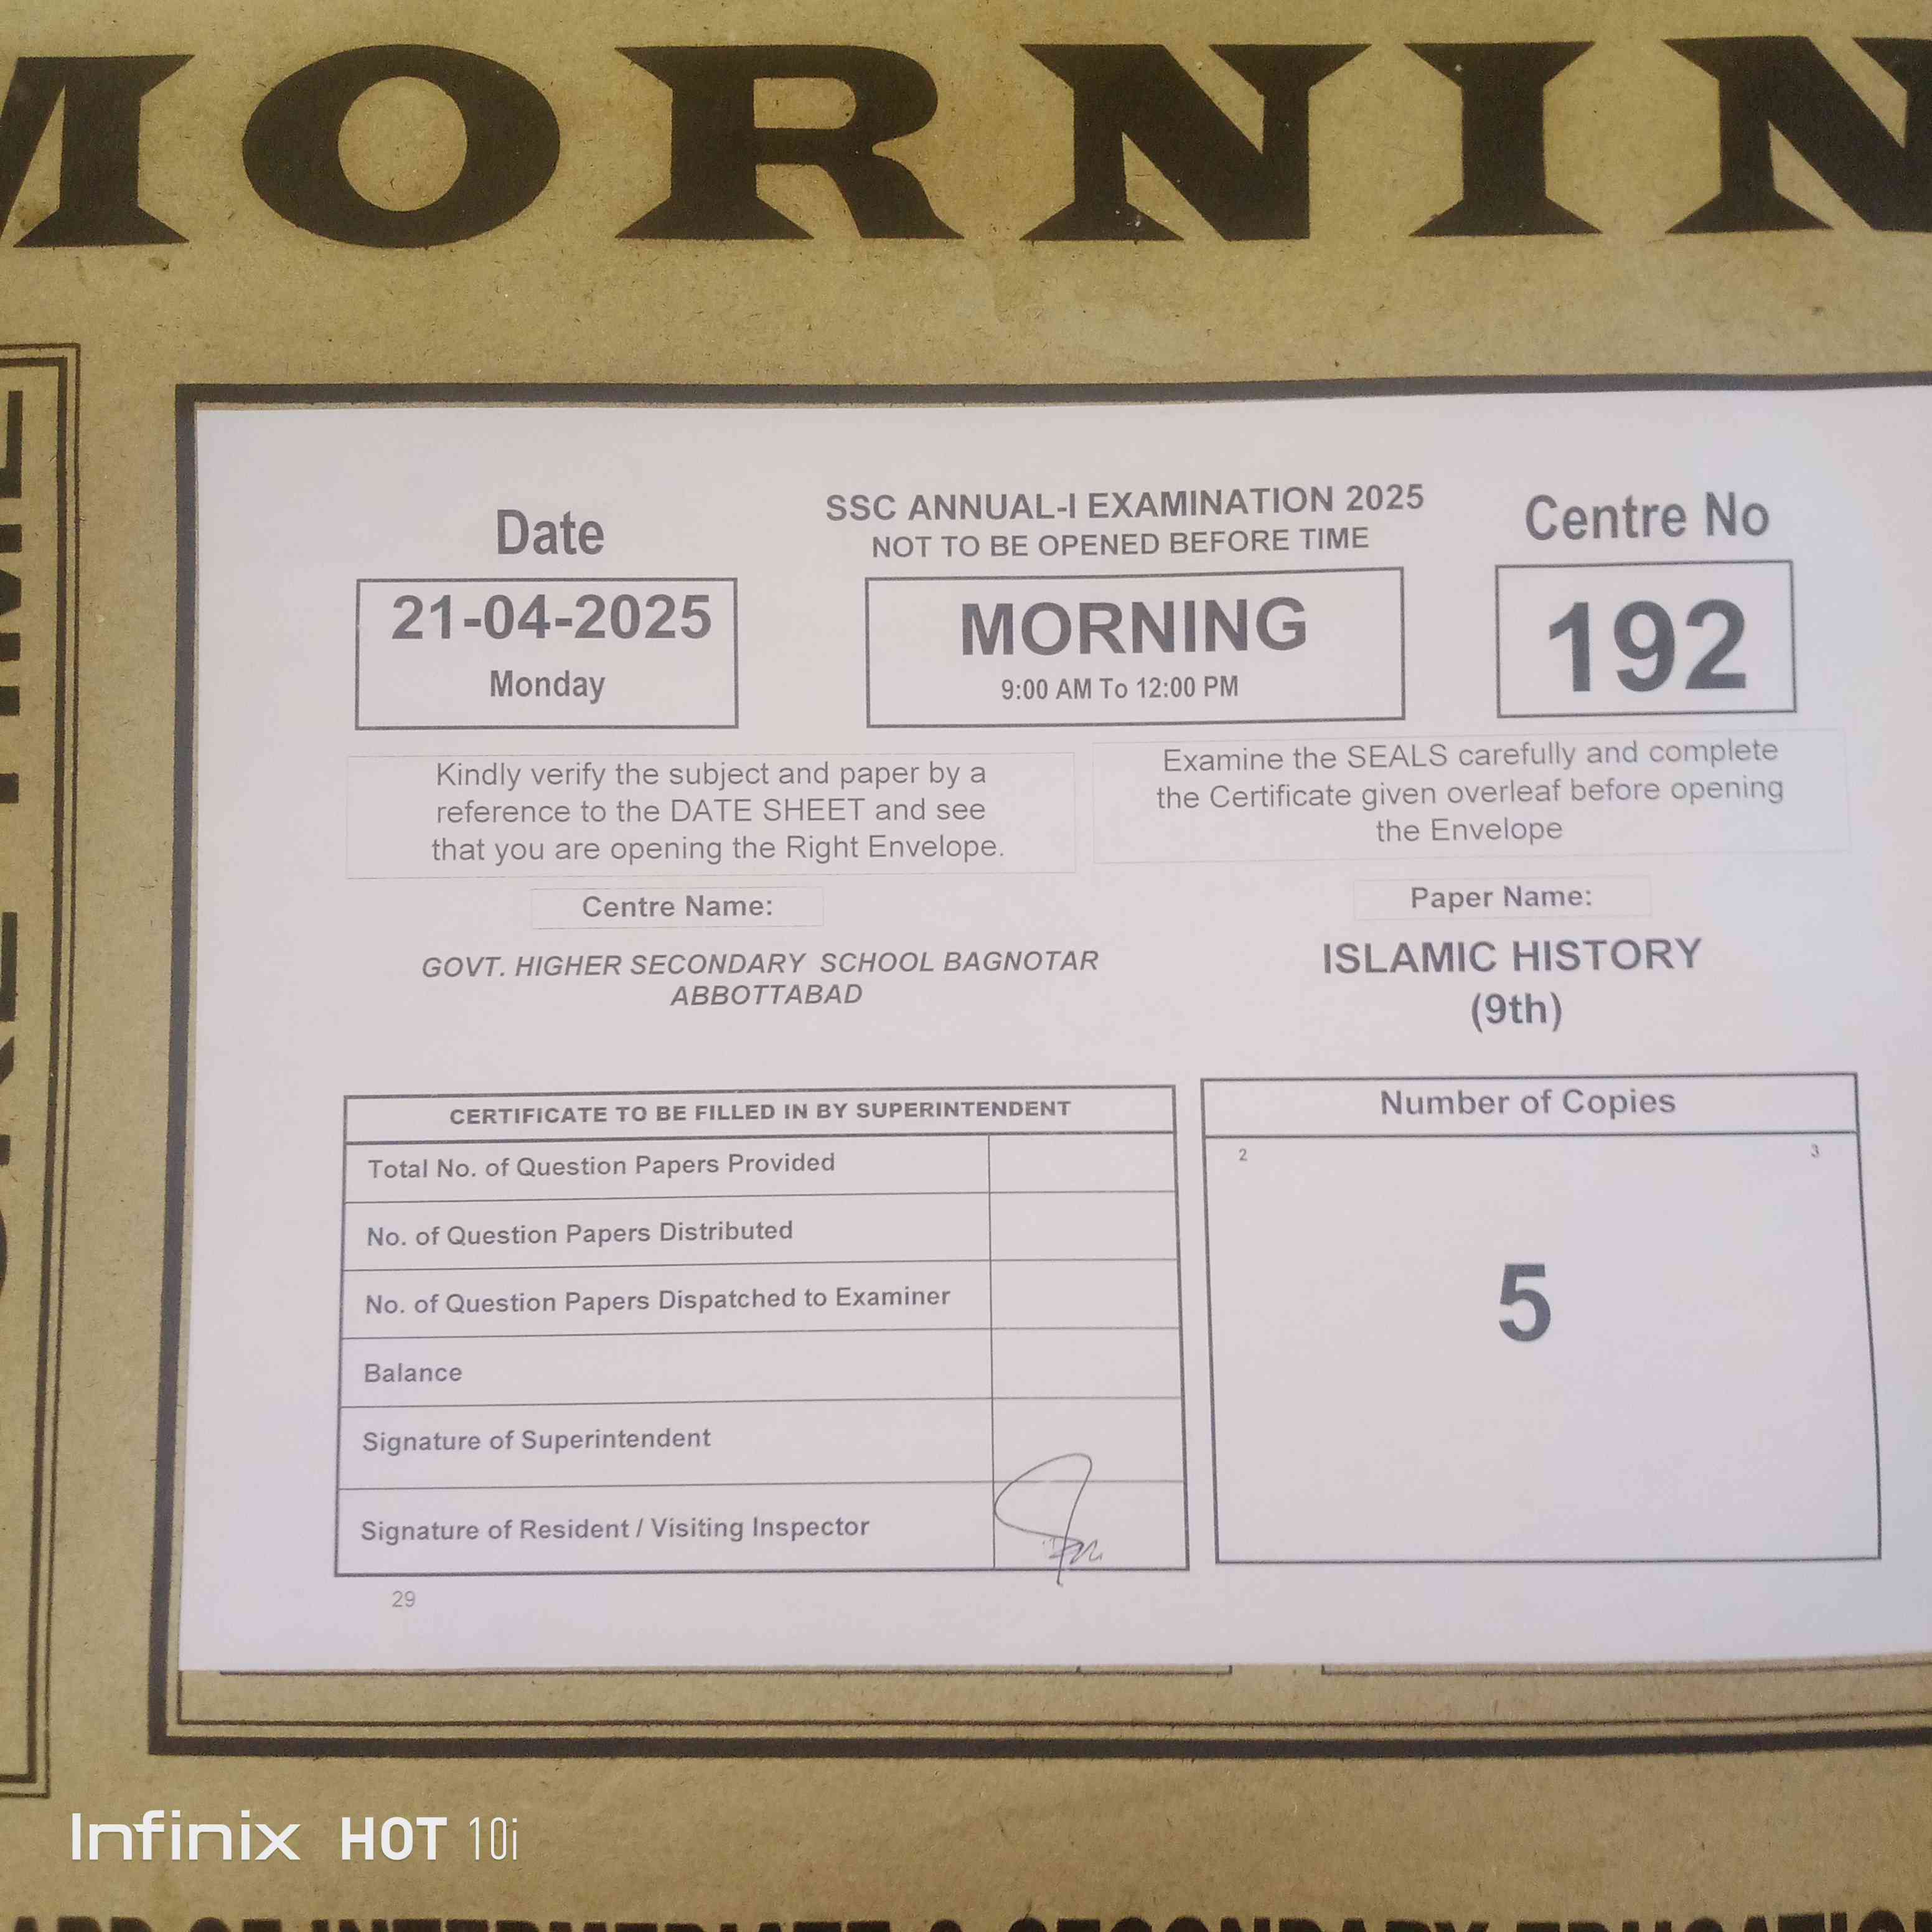 MORNIN
Date
21-04-2025
Monday
SSC ANNUAL-I EXAMINATION 2025
NOT TO BE OPENED BEFORE TIME
MORNING
9:00 AM To 12:00 PM
Centre No
192
Kindly verify the subject and paper by a
reference to the DATE SHEET and see
that you are opening the Right Envelope.
Examine the SEALS carefully and complete
the Certificate given overleaf before opening
the Envelope
Centre Name:
GOVT. HIGHER SECONDARY SCHOOL BAGNOTAR
ABBOTTABAD
Paper Name:
ISLAMIC HISTORY
(9th)
CERTIFICATE TO BE FILLED IN BY SUPERINTENDENT
Total No. of Question Papers Provided
No. of Question Papers Distributed
No. of Question Papers Dispatched to Examiner
Balance
Signature of Superintendent
Signature of Resident / Visiting Inspector
29
Number of Copies
2 3
5
Infinix HOT 10i
OF INTERMEDIATE & SECONDARY EDUCATION